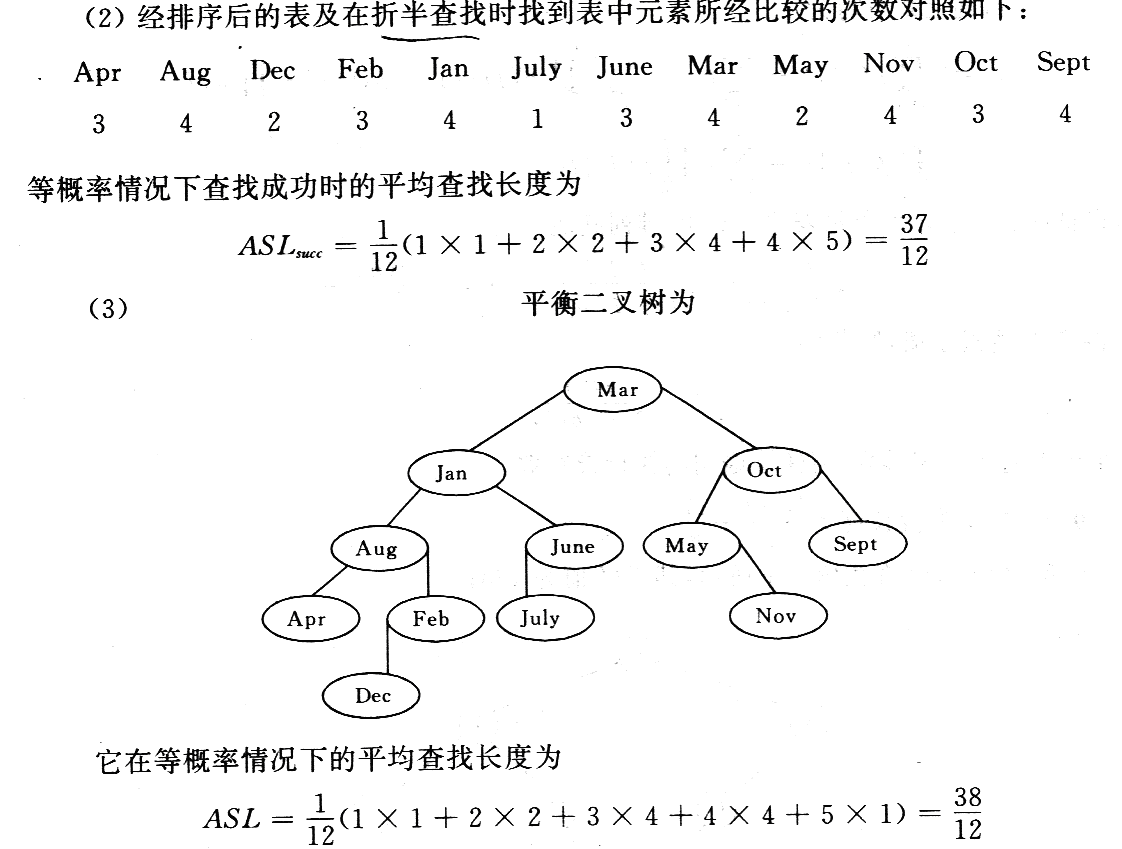 （2）经排序后的表及在折半查找时找到表中元素所经比较的次数对照如下：
Apr Aug Dec Feb Jan July June Mar May Nov Oct Sept
3 4 2 3 4 1 3 4 2 4 3 4
等概率情况下查找成功时的平均查找长度为
ASL_succ = 1/12(1 × 1 + 2 × 2 + 3 × 4 + 4 × 5) = 37/12
（3） 平衡二叉树为
Mar
Jan Oct
Aug June May Sept
Apr Feb July Nov
Dec
它在等概率情况下的平均查找长度为
ASL = 1/12(1 × 1 + 2 × 2 + 3 × 4 + 4 × 4 + 5 × 1) = 38/12